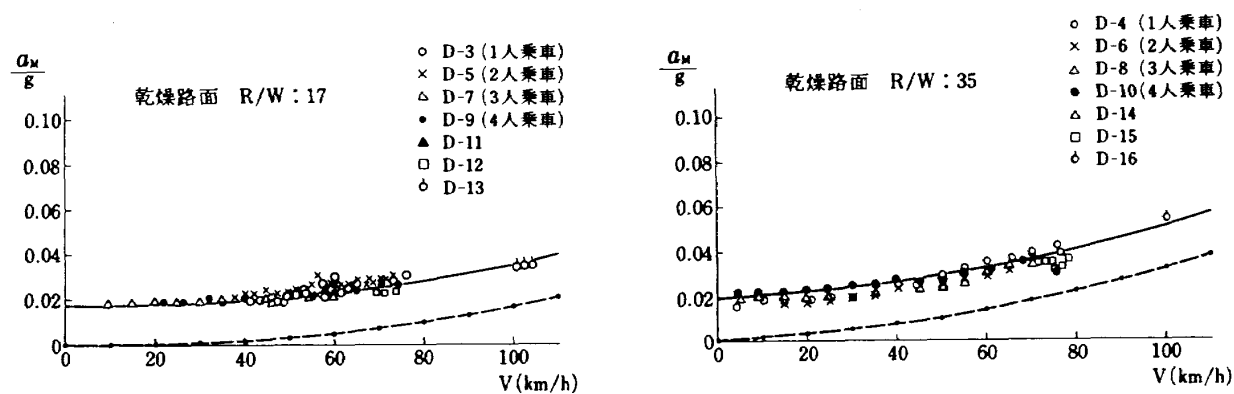 a_M/g
乾燥路面 R/W：17
D-3 (1人乗車)
D-5 (2人乗車)
D-7 (3人乗車)
D-9 (4人乗車)
D-11
D-12
D-13
0.10
0.08
0.06
0.04
0.02
0
0 20 40 60 80 100
V(km/h)
a_M/g
乾燥路面 R/W：35
D-4 (1人乗車)
D-6 (2人乗車)
D-8 (3人乗車)
D-10 (4人乗車)
D-14
D-15
D-16
0.10
0.08
0.06
0.04
0.02
0
0 20 40 60 80 100
V(km/h)